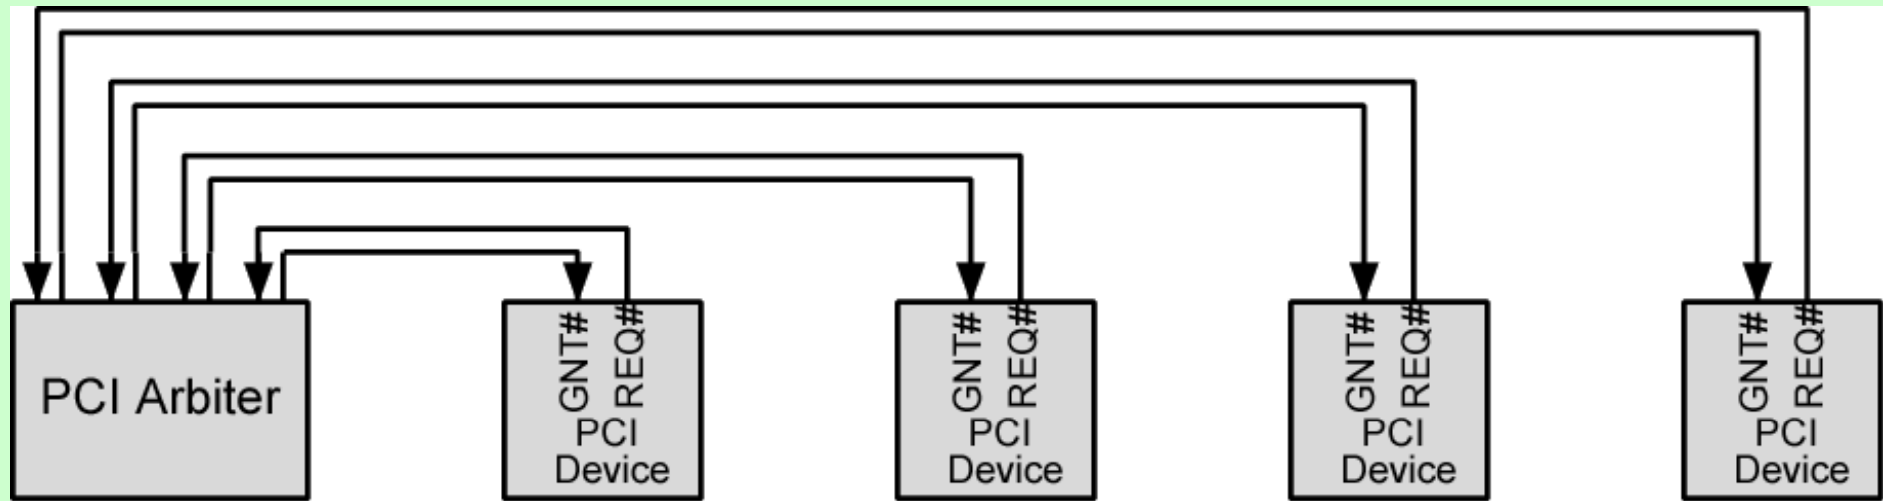 PCI Arbiter
GNT#
REQ#
PCI
Device
GNT#
REQ#
PCI
Device
GNT#
REQ#
PCI
Device
GNT#
REQ#
PCI
Device